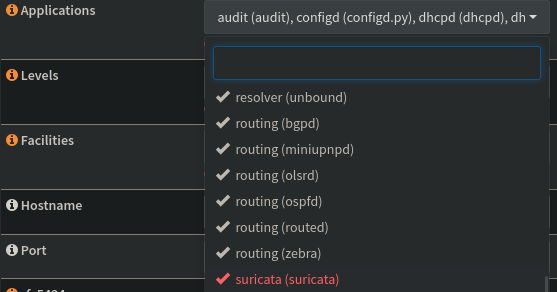 Applications
audit (audit), configd (configd.py), dhcpd (dhcpd), dh
Levels
resolver (unbound)
routing (bgpd)
routing (miniupnpd)
Facilities
routing (olsrd)
routing (ospfd)
Hostname
routing (routed)
Port
routing (zebra)
suricata (suricata)